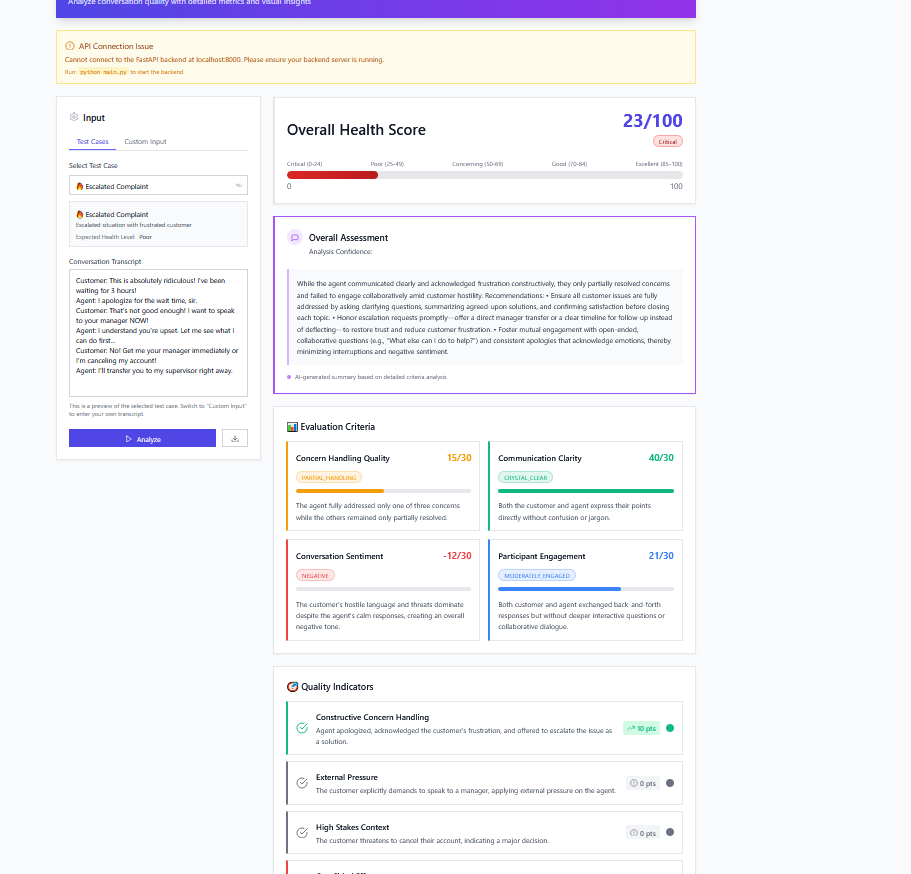 Analyze conversation quality with detailed metrics and visual insights
API Connection Issue
Cannot connect to the FastAPI backend at localhost:8000. Please ensure your backend server is running.
Run: python main.py to start the backend
Input
Test Cases Custom Input
Select Test Case
🔥 Escalated Complaint
🔥 Escalated Complaint
Escalated situation with frustrated customer
Expected Health Level: Poor
Conversation Transcript
Customer: This is absolutely ridiculous! I've been
waiting for 3 hours!
Agent: I apologize for the wait time, sir.
Customer: That's not good enough! I want to speak
to your manager NOW!
Agent: I understand you're upset. Let me see what I
can do first...
Customer: No! Get me your manager immediately or
I'm canceling my account!
Agent: I'll transfer you to my supervisor right away.
This is a preview of the selected test case. Switch to "Custom Input"
to enter your own transcript.
Analyze
Overall Health Score
23/100
Critical
Critical (0-24) Poor (25-49) Concerning (50-69) Good (70-84) Excellent (85-100)
0 100
Overall Assessment
Analysis Confidence:
While the agent communicated clearly and acknowledged frustration constructively, they only partially resolved concerns
and failed to engage collaboratively amid customer hostility. Recommendations: • Ensure all customer issues are fully
addressed by asking clarifying questions, summarizing agreed-upon solutions, and confirming satisfaction before closing
each topic. • Honor escalation requests promptly—offer a direct manager transfer or a clear timeline for follow-up instead
of deflecting—to restore trust and reduce customer frustration. • Foster mutual engagement with open-ended,
collaborative questions (e.g., "What else can I do to help?") and consistent apologies that acknowledge emotions, thereby
minimizing interruptions and negative sentiment.
AI-generated summary based on detailed criteria analysis
📊 Evaluation Criteria
Concern Handling Quality 15/30
PARTIAL_HANDLING
The agent fully addressed only one of three concerns
while the others remained only partially resolved.
Communication Clarity 40/30
CRYSTAL_CLEAR
Both the customer and agent express their points
directly without confusion or jargon.
Conversation Sentiment -12/30
NEGATIVE
The customer's hostile language and threats dominate
despite the agent's calm responses, creating an overall
negative tone.
Participant Engagement 21/30
MODERATELY_ENGAGED
Both customer and agent exchanged back-and-forth
responses but without deeper interactive questions or
collaborative dialogue.
🎯 Quality Indicators
Constructive Concern Handling
Agent apologized, acknowledged the customer's frustration, and offered to escalate the issue as
a solution.
10 pts
External Pressure
The customer explicitly demands to speak to a manager, applying external pressure on the agent.
0 pts
High Stakes Context
The customer threatens to cancel their account, indicating a major decision.
0 pts